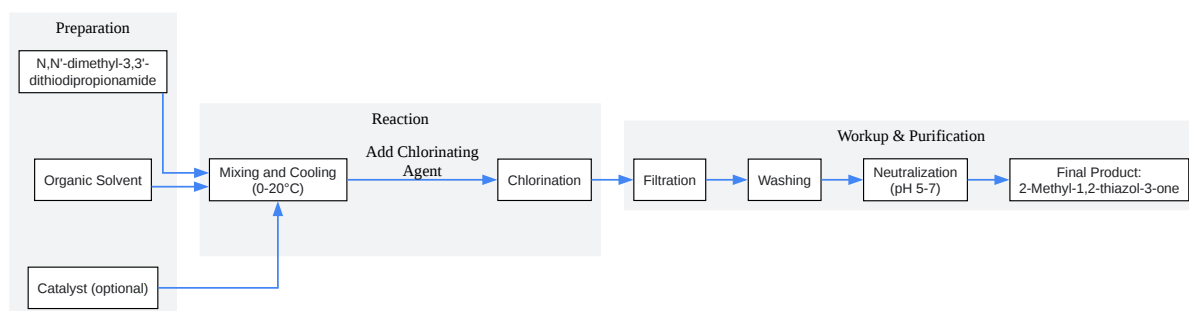 Preparation
N,N'-dimethyl-3,3'-
dithiodipropionamide
Organic Solvent
Catalyst (optional)
Reaction
Mixing and Cooling
(0-20°C)
Add Chlorinating
Agent
Chlorination
Workup & Purification
Filtration
Washing
Neutralization
(pH 5-7)
Final Product:
2-Methyl-1,2-thiazol-3-one